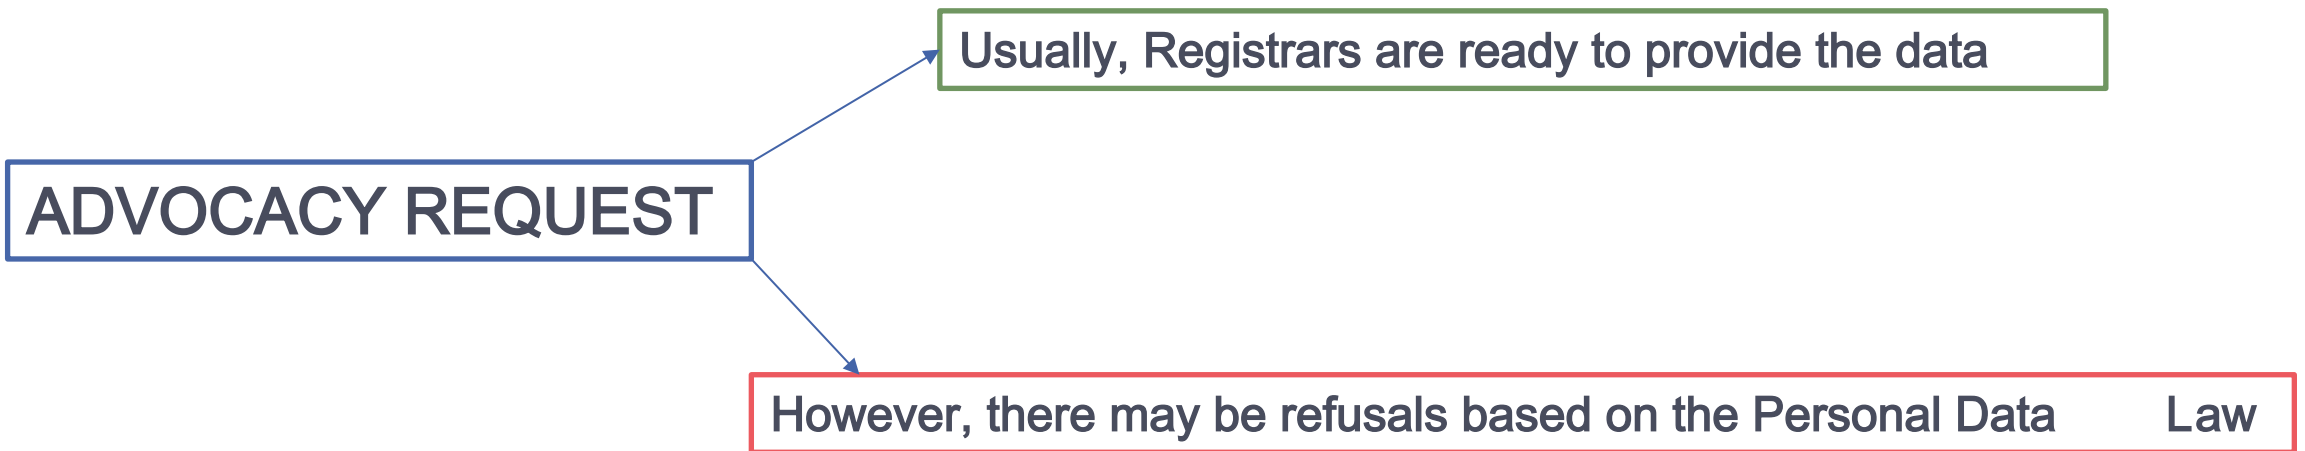 Usually, Registrars are ready to provide the data
ADVOCACY REQUEST
However, there may be refusals based on the Personal Data Law